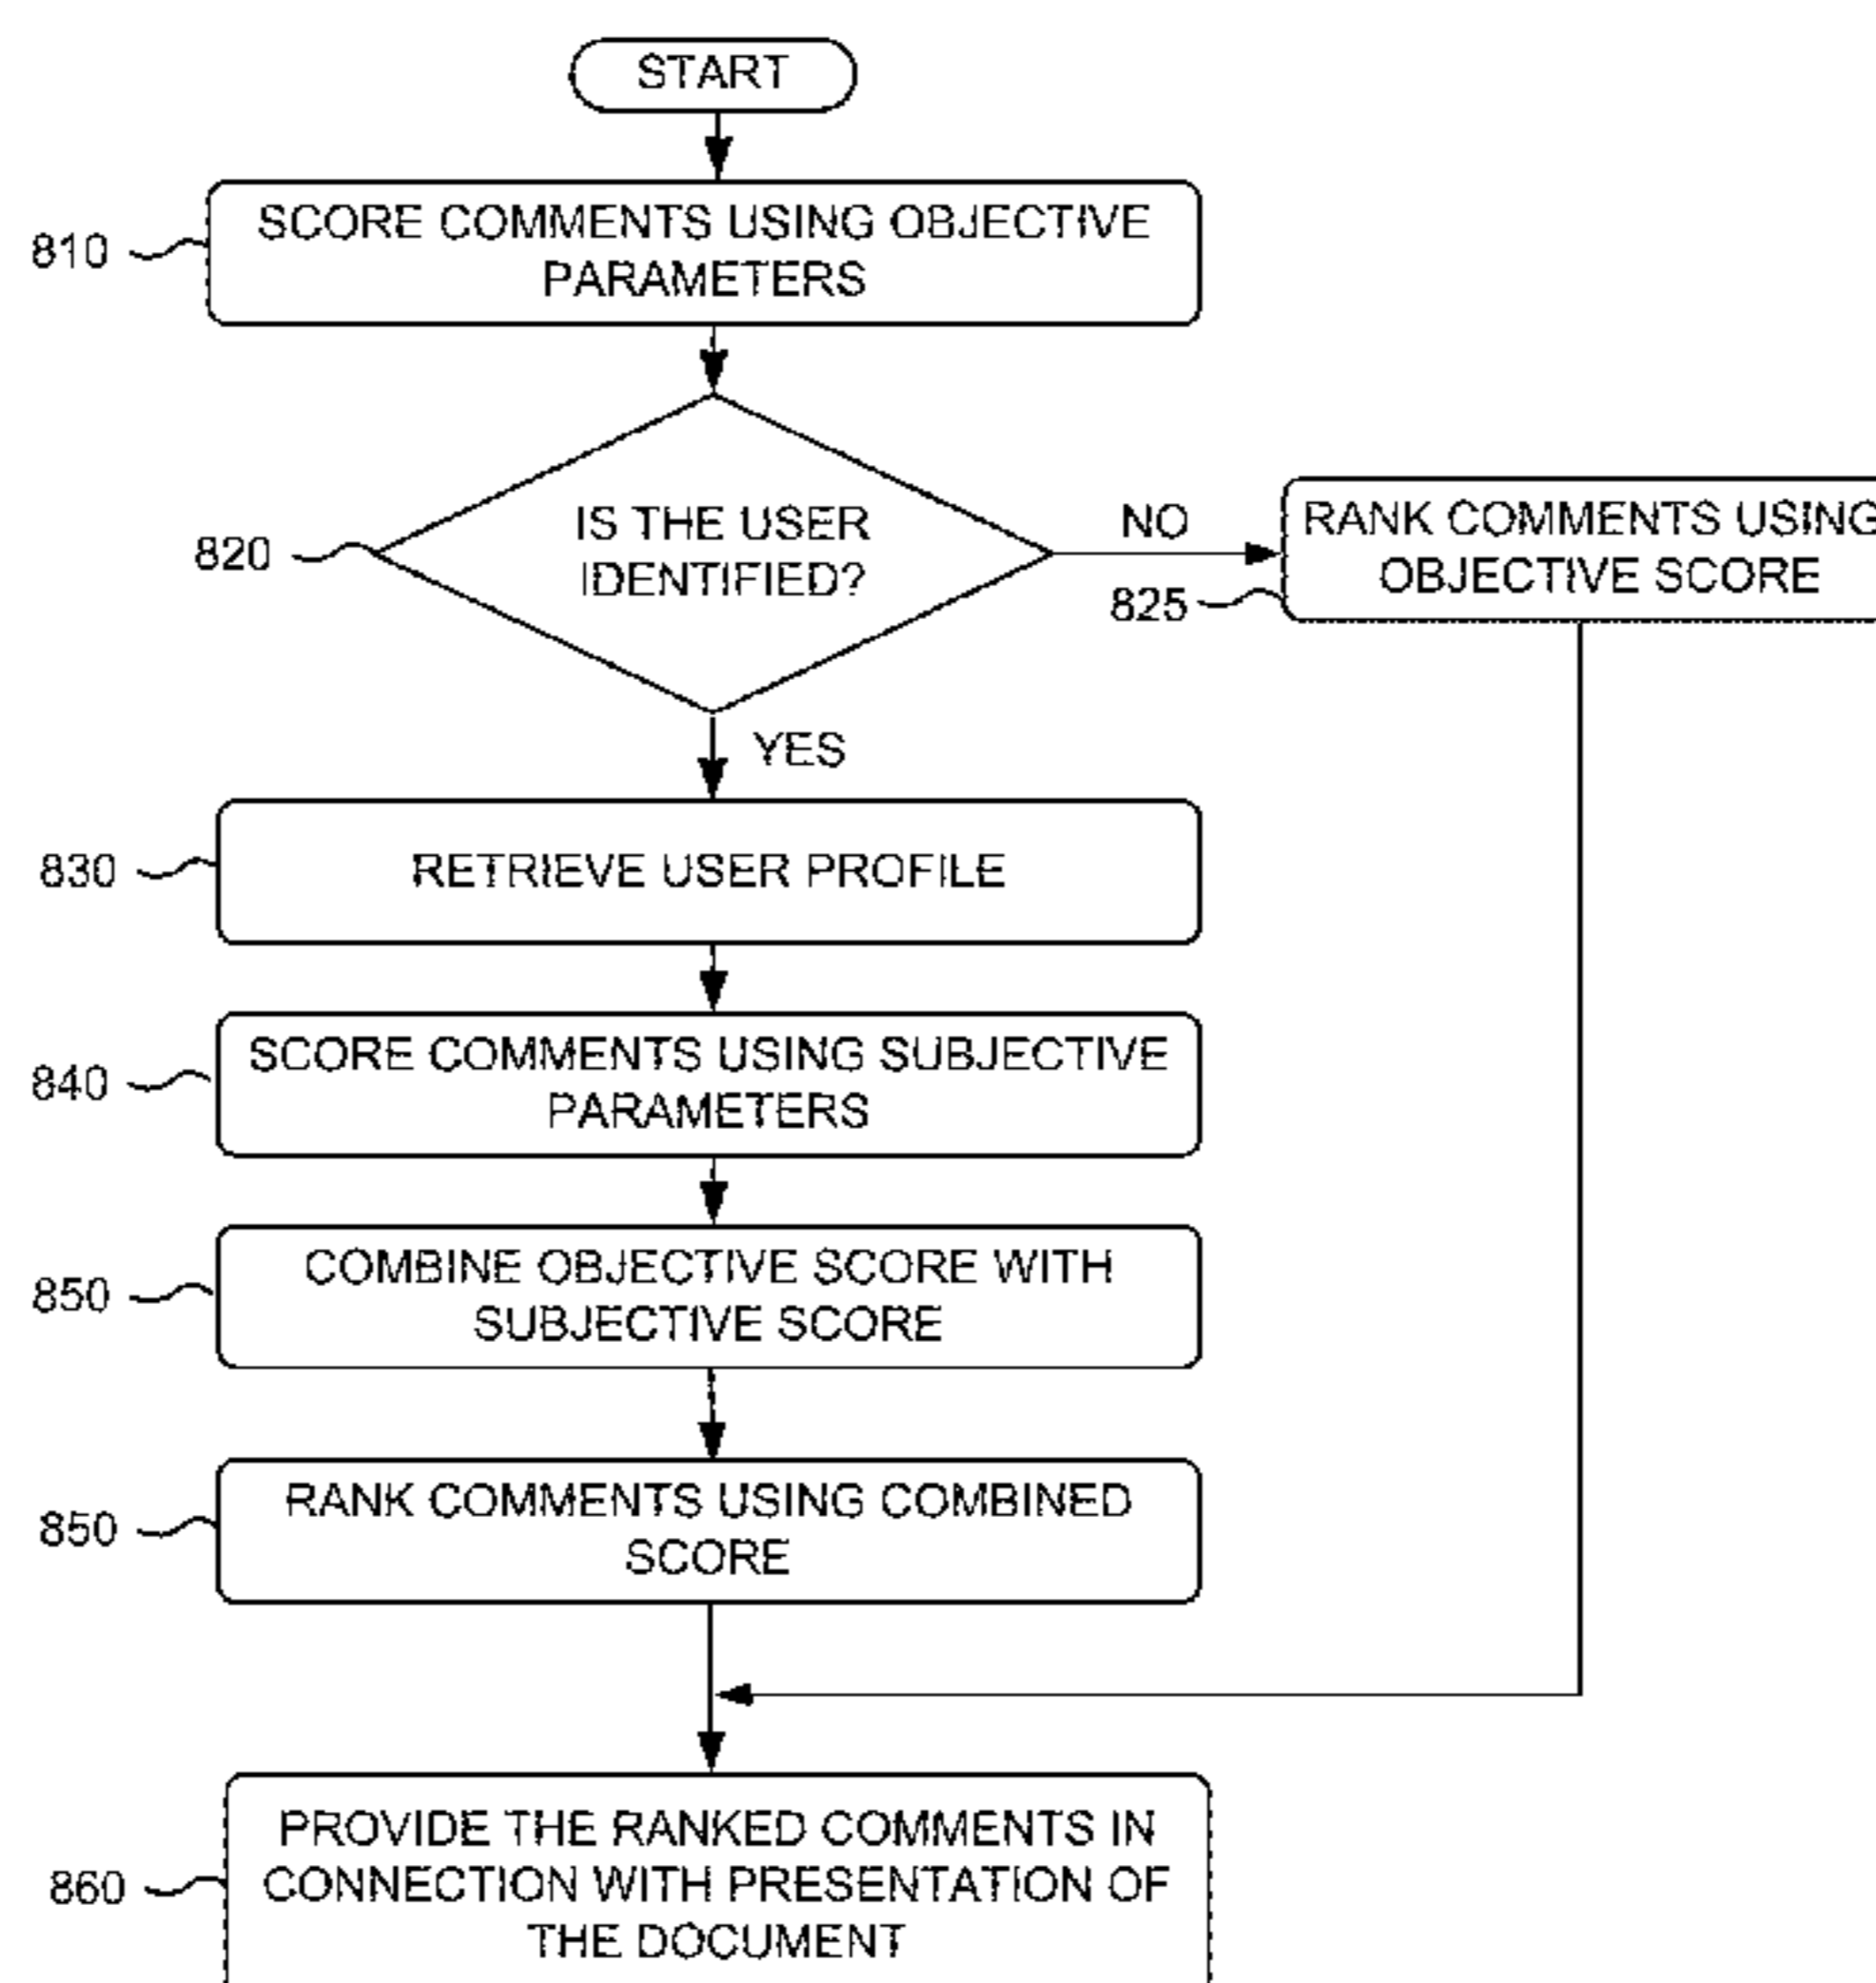 START
810
SCORE COMMENTS USING OBJECTIVE
PARAMETERS
820
IS THE USER
IDENTIFIED?
NO
825
RANK COMMENTS USING
OBJECTIVE SCORE
YES
830
RETRIEVE USER PROFILE
840
SCORE COMMENTS USING SUBJECTIVE
PARAMETERS
850
COMBINE OBJECTIVE SCORE WITH
SUBJECTIVE SCORE
850
RANK COMMENTS USING COMBINED
SCORE
860
PROVIDE THE RANKED COMMENTS IN
CONNECTION WITH PRESENTATION OF
THE DOCUMENT